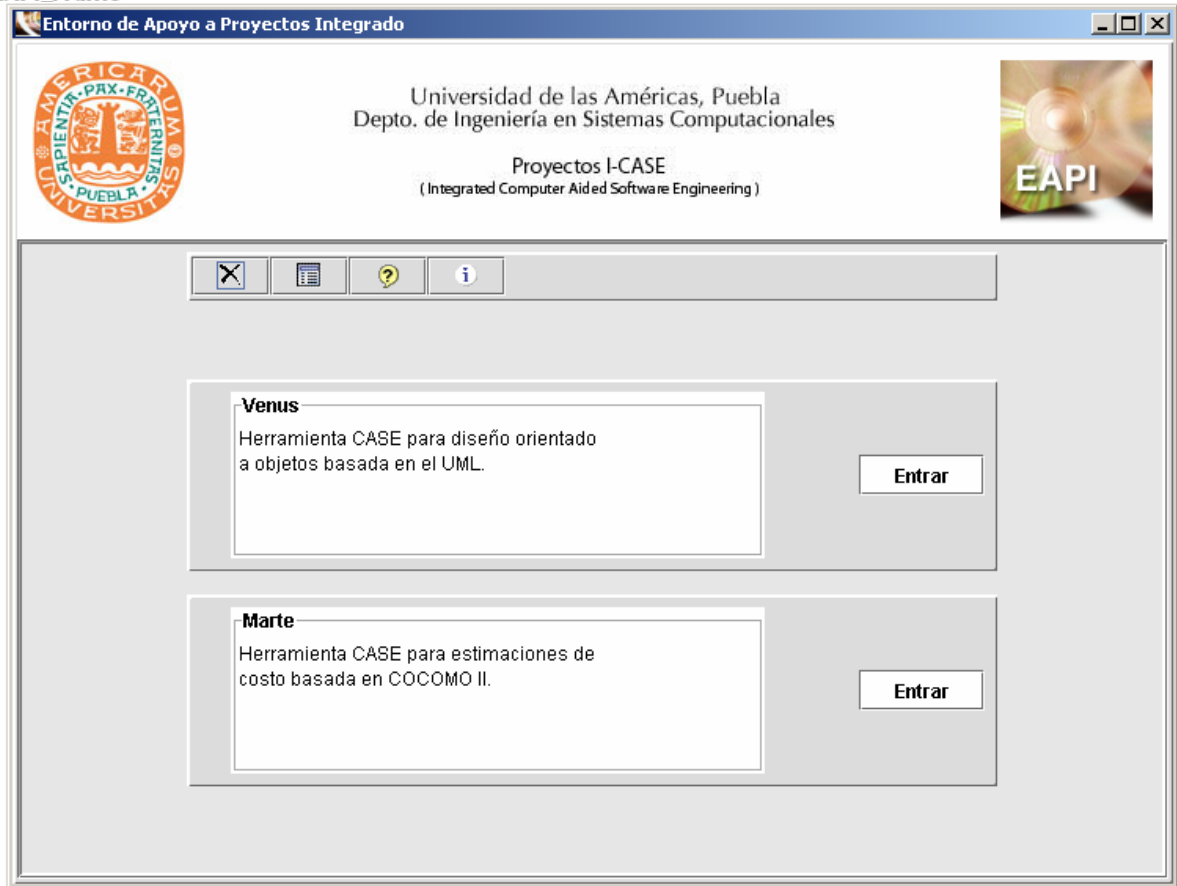 Entorno de Apoyo a Proyectos Integrado
UNIVERSITAS AMERICARUM
SAPIENTIA·PAX·FRATERNITAS
·PUEBLA·
Universidad de las Américas, Puebla
Depto. de Ingeniería en Sistemas Computacionales
Proyectos I-CASE
( Integrated Computer Aided Software Engineering )
EAPI
Venus
Herramienta CASE para diseño orientado
a objetos basada en el UML.
Entrar
Marte
Herramienta CASE para estimaciones de
costo basada en COCOMO II.
Entrar